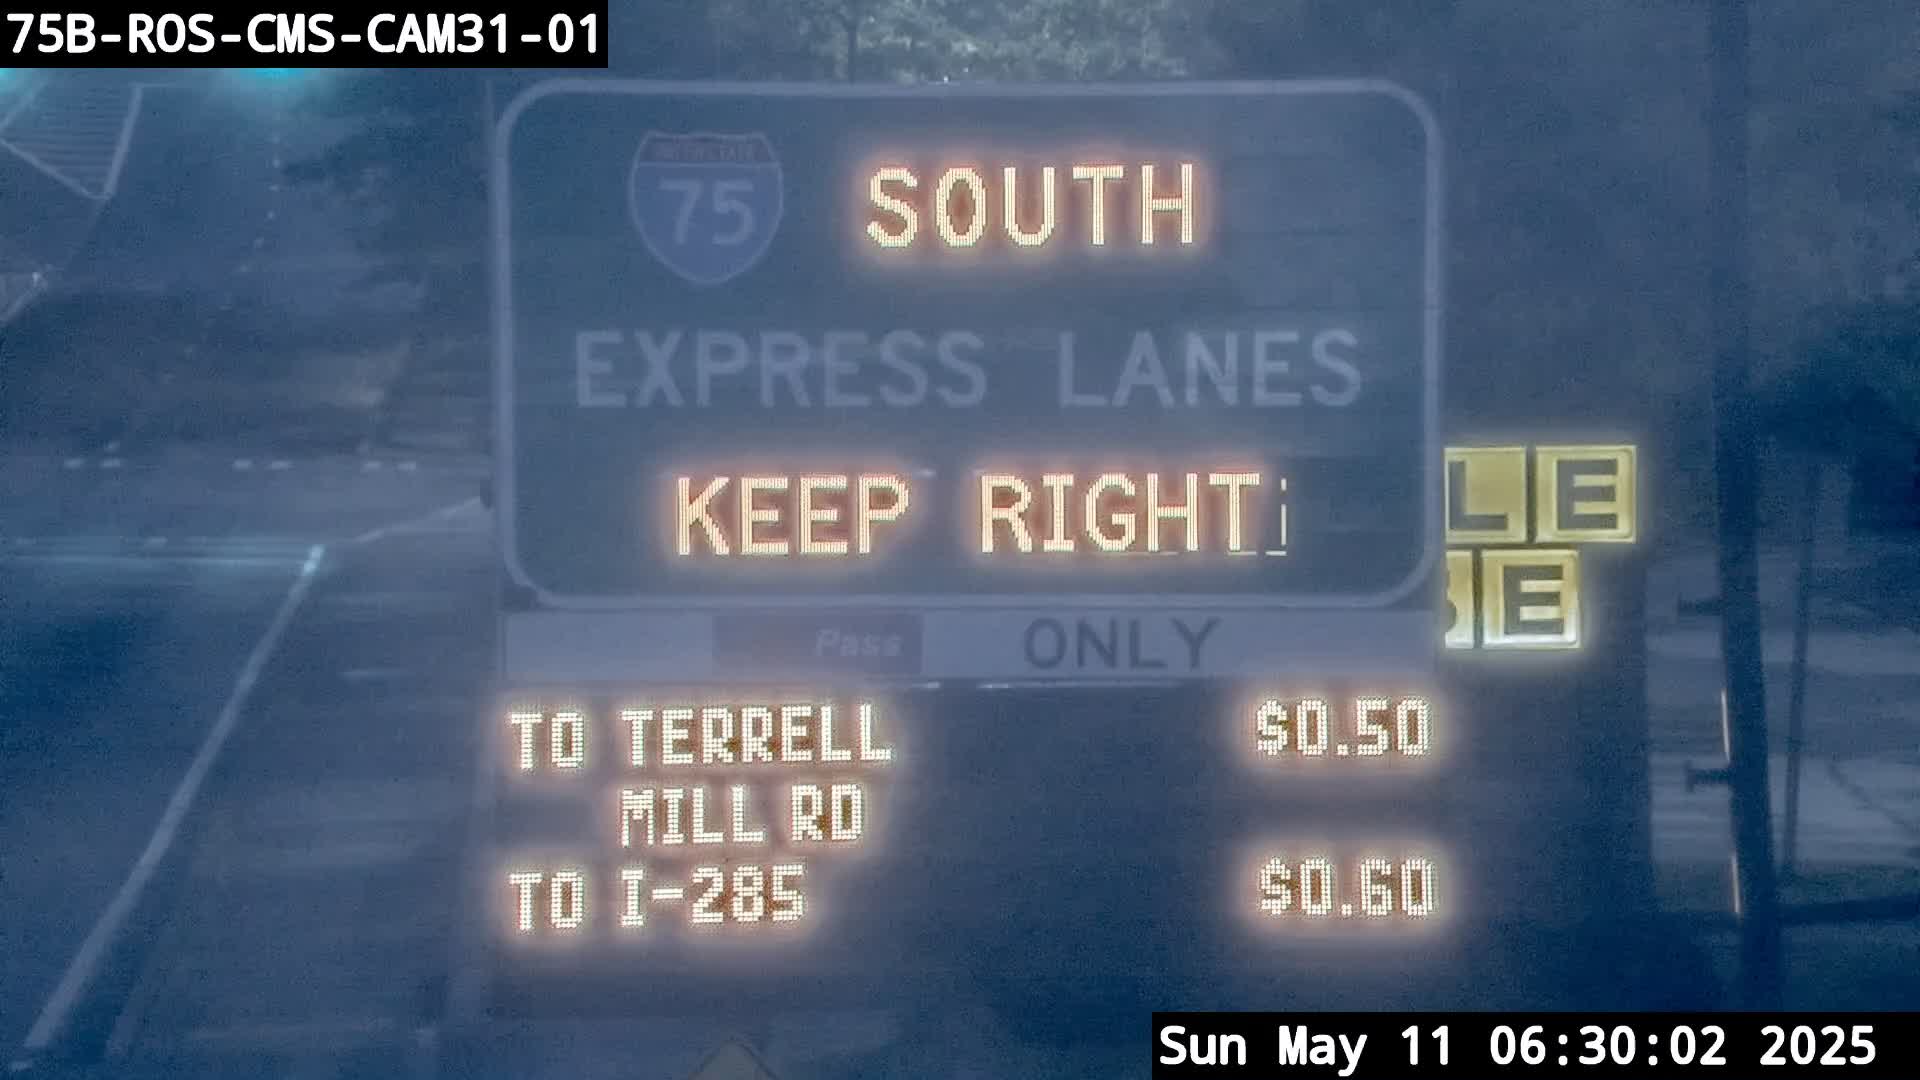 75B-ROS-CMS-CAM31-01
INTERSTATE
75
SOUTH
EXPRESS LANES
KEEP RIGHT
LE
E
Pass ONLY
TO TERRELL $0.50
MILL RD
TO I-285 $0.60
Sun May 11 06:30:02 2025